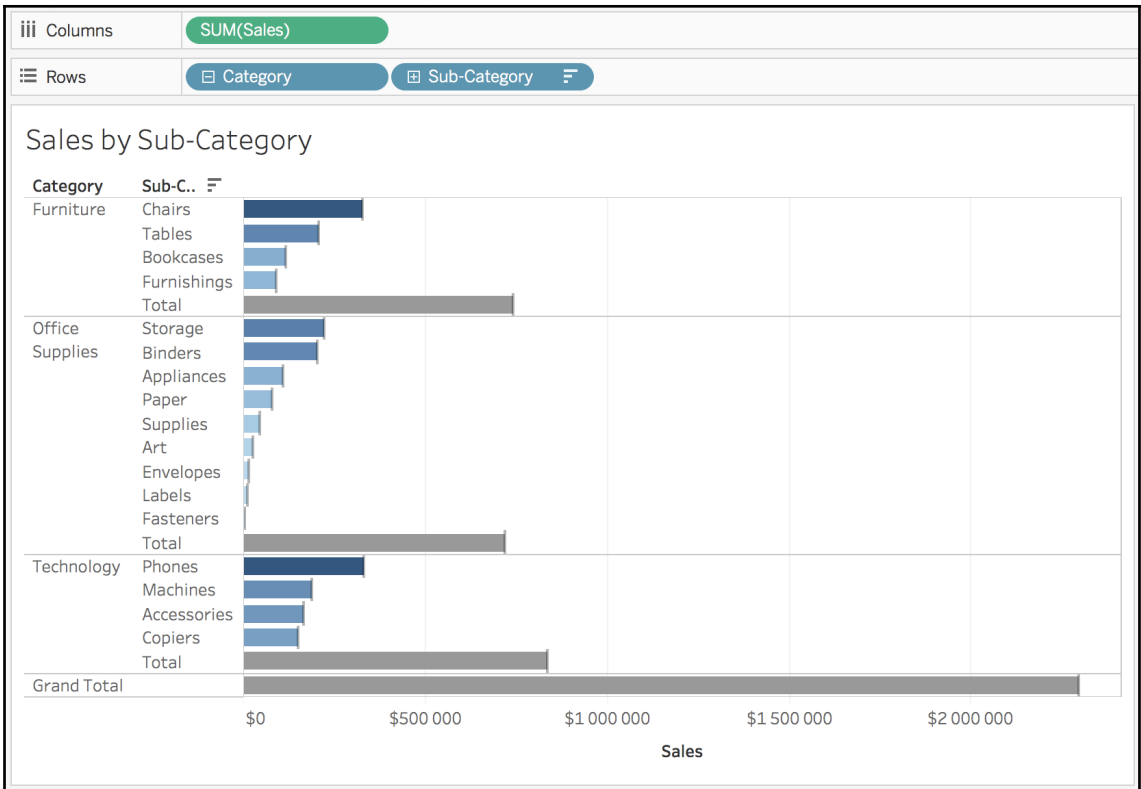 Columns SUM(Sales)
Rows Category Sub-Category
Sales by Sub-Category
Category Sub-C..
Furniture Chairs
Tables
Bookcases
Furnishings
Total
Office Storage
Supplies Binders
Appliances
Paper
Supplies
Art
Envelopes
Labels
Fasteners
Total
Technology Phones
Machines
Accessories
Copiers
Total
Grand Total
$0 $500 000 $1 000 000 $1 500 000 $2 000 000
Sales